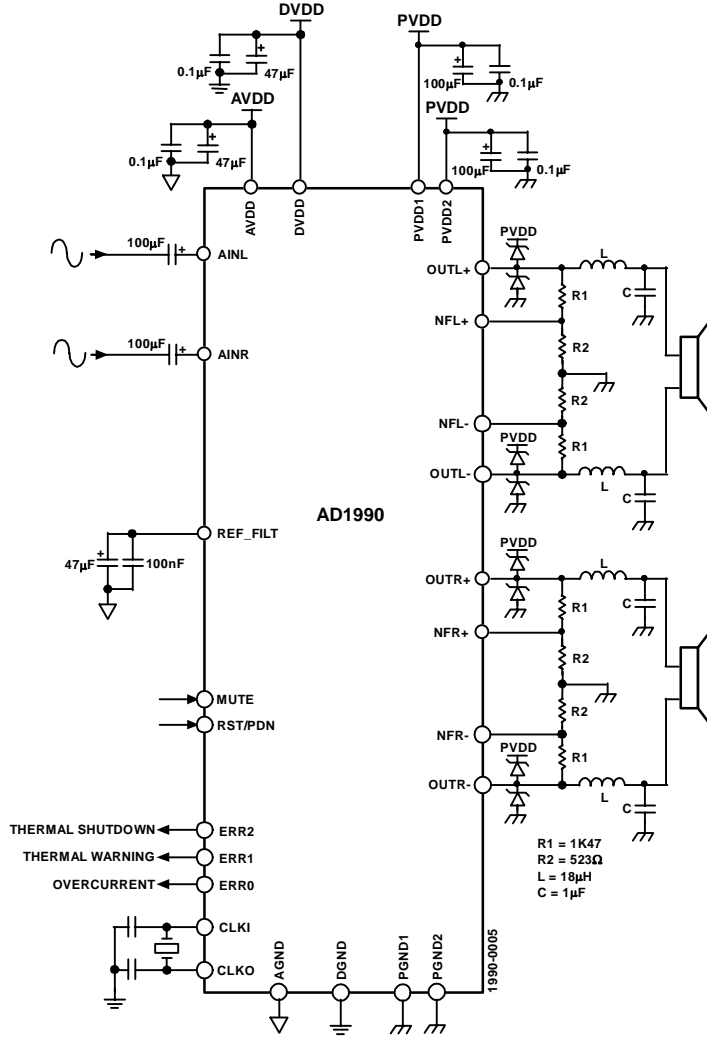 DVDD
PVDD
0.1µF
47µF
100µF
0.1µF
AVDD
PVDD
0.1µF
47µF
100µF
0.1µF
AVDD
DVDD
PVDD1
PVDD2
100µF
AINL
100µF
AINR
REF_FILT
47µF
100nF
MUTE
RST/PDN
THERMAL SHUTDOWN
ERR2
THERMAL WARNING
ERR1
OVERCURRENT
ERR0
CLKI
CLKO
AD1990
AGND
DGND
PGND1
PGND2
1990-0005
PVDD
OUTL+
L
R1
C
NFL+
R2
R2
NFL-
PVDD
R1
OUTL-
L
C
PVDD
OUTR+
L
R1
C
NFR+
R2
R2
NFR-
PVDD
R1
OUTR-
L
C
R1 = 1K47
R2 = 523Ω
L = 18µH
C = 1µF